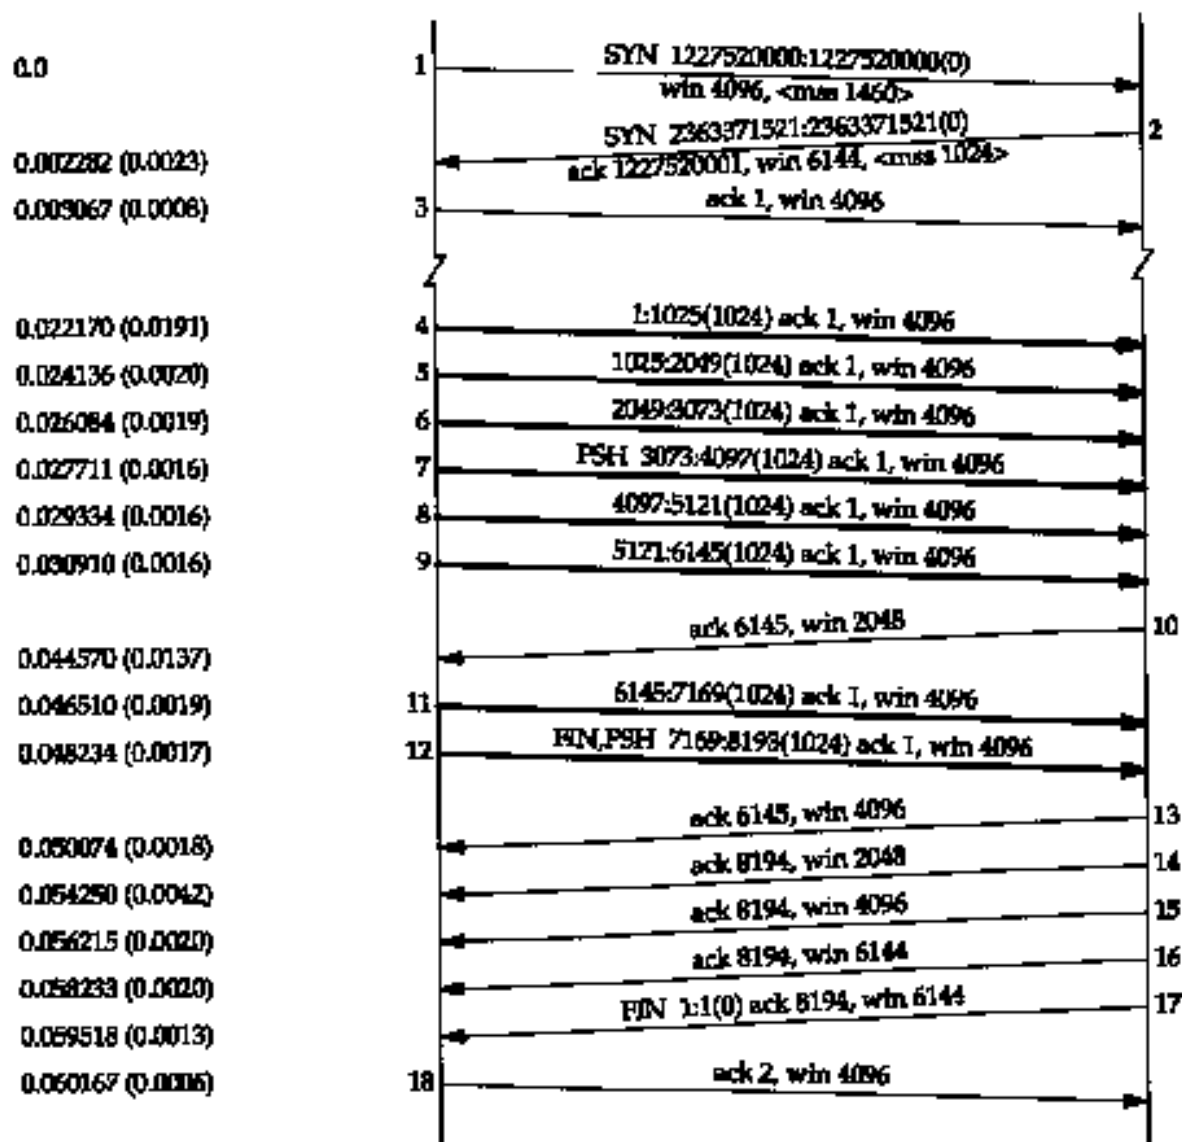 0.0
1
SYN 1227520000:1227520000(0)
win 4096, <mss 1460>
SYN 2363371521:2363371521(0)
2
0.002282 (0.0023)
ack 1227520001, win 6144, <mss 1024>
0.003067 (0.0008)
3
ack 1, win 4096
0.022170 (0.0191)
4
1:1025(1024) ack 1, win 4096
0.024136 (0.0020)
5
1025:2049(1024) ack 1, win 4096
0.026084 (0.0019)
6
2049:3073(1024) ack 1, win 4096
0.027711 (0.0016)
7
PSH 3073:4097(1024) ack 1, win 4096
0.029334 (0.0016)
8
4097:5121(1024) ack 1, win 4096
0.030910 (0.0016)
9
5121:6145(1024) ack 1, win 4096
ack 6145, win 2048
10
0.044570 (0.0137)
0.046510 (0.0019)
11
6145:7169(1024) ack 1, win 4096
0.048234 (0.0017)
12
FIN,PSH 7169:8193(1024) ack 1, win 4096
ack 6145, win 4096
13
0.050074 (0.0018)
ack 8194, win 2048
14
0.054250 (0.0042)
ack 8194, win 4096
15
0.056215 (0.0020)
ack 8194, win 6144
16
0.058233 (0.0020)
FIN 1:1(0) ack 8194, win 6144
17
0.059518 (0.0013)
0.060167 (0.0006)
18
ack 2, win 4096